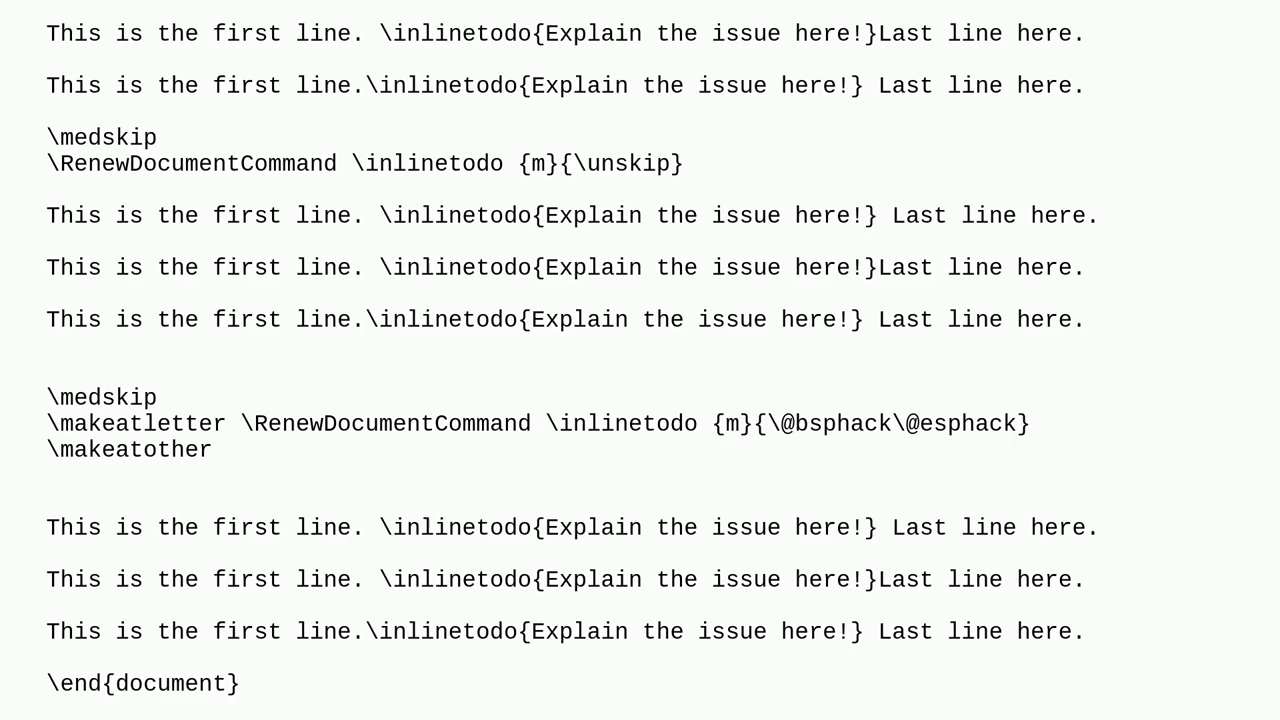 This is the first line. \inlinetodo{Explain the issue here!}Last line here.
This is the first line.\inlinetodo{Explain the issue here!} Last line here.
\medskip
\RenewDocumentCommand \inlinetodo {m}{\unskip}
This is the first line. \inlinetodo{Explain the issue here!} Last line here.
This is the first line. \inlinetodo{Explain the issue here!}Last line here.
This is the first line.\inlinetodo{Explain the issue here!} Last line here.
\medskip
\makeatletter \RenewDocumentCommand \inlinetodo {m}{\@bsphack\@esphack}
\makeatother
This is the first line. \inlinetodo{Explain the issue here!} Last line here.
This is the first line. \inlinetodo{Explain the issue here!}Last line here.
This is the first line.\inlinetodo{Explain the issue here!} Last line here.
\end{document}